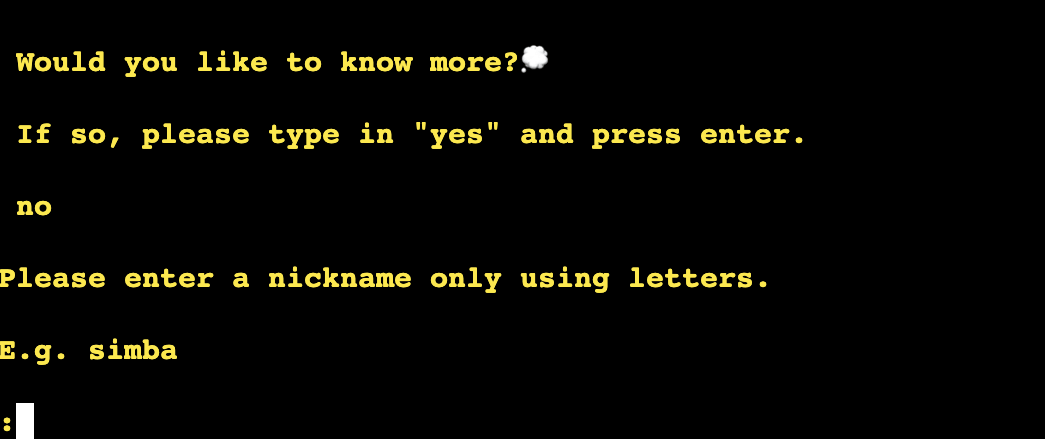 Would you like to know more?💭
If so, please type in "yes" and press enter.
no
Please enter a nickname only using letters.
E.g. simba
: